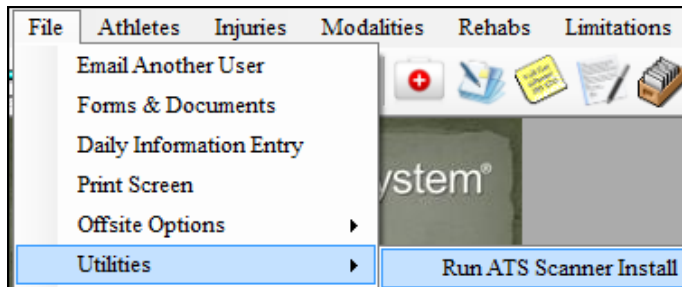 File Athletes Injuries Modalities Rehabs Limitations
Email Another User
Forms & Documents
Daily Information Entry
Print Screen
ystem®
Offsite Options
Utilities Run ATS Scanner Install